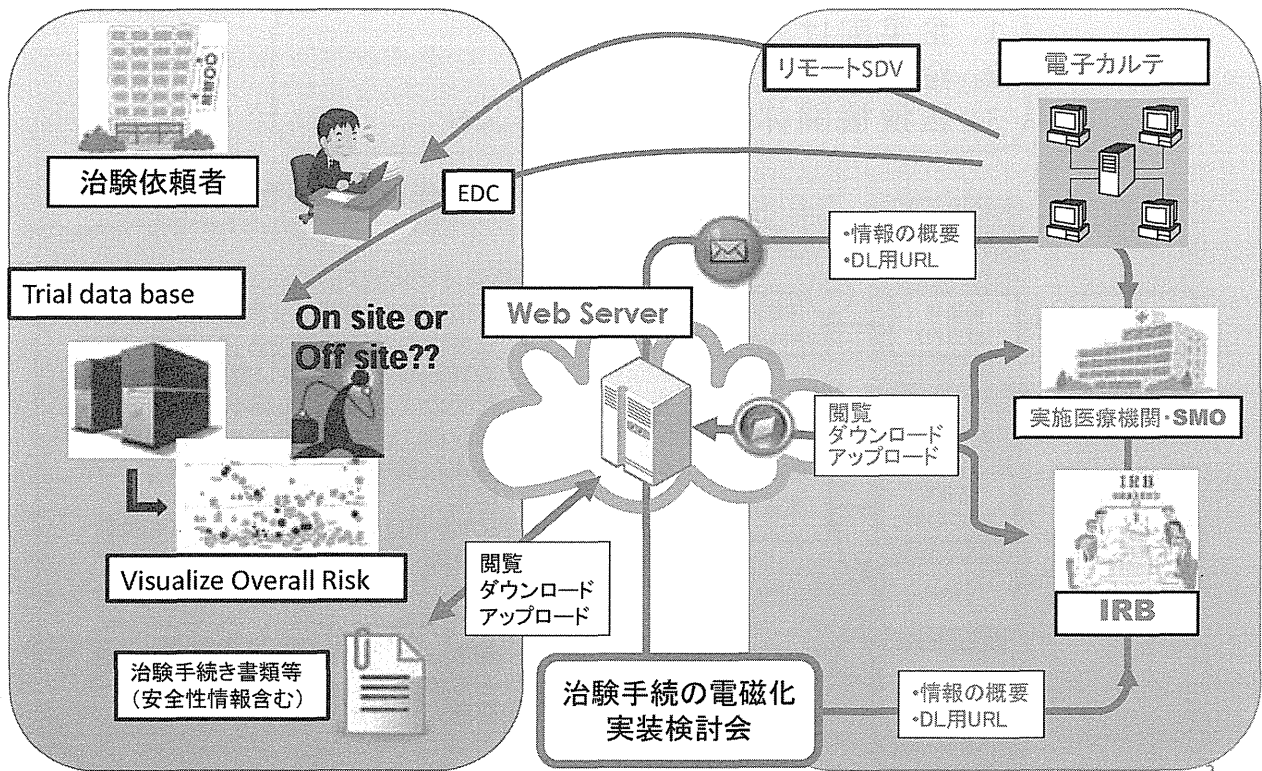 リモートSDV
電子カルテ
治験依頼者
EDC
・情報の概要
・DL用URL
Trial data base
Web Server
On site or
Off site??
閲覧
ダウンロード
アップロード
実施医療機関・SMO
IRB
Visualize Overall Risk
閲覧
ダウンロード
アップロード
IRB
治験手続き書類等
(安全性情報含む)
治験手続の電磁化
実装検討会
・情報の概要
・DL用URL